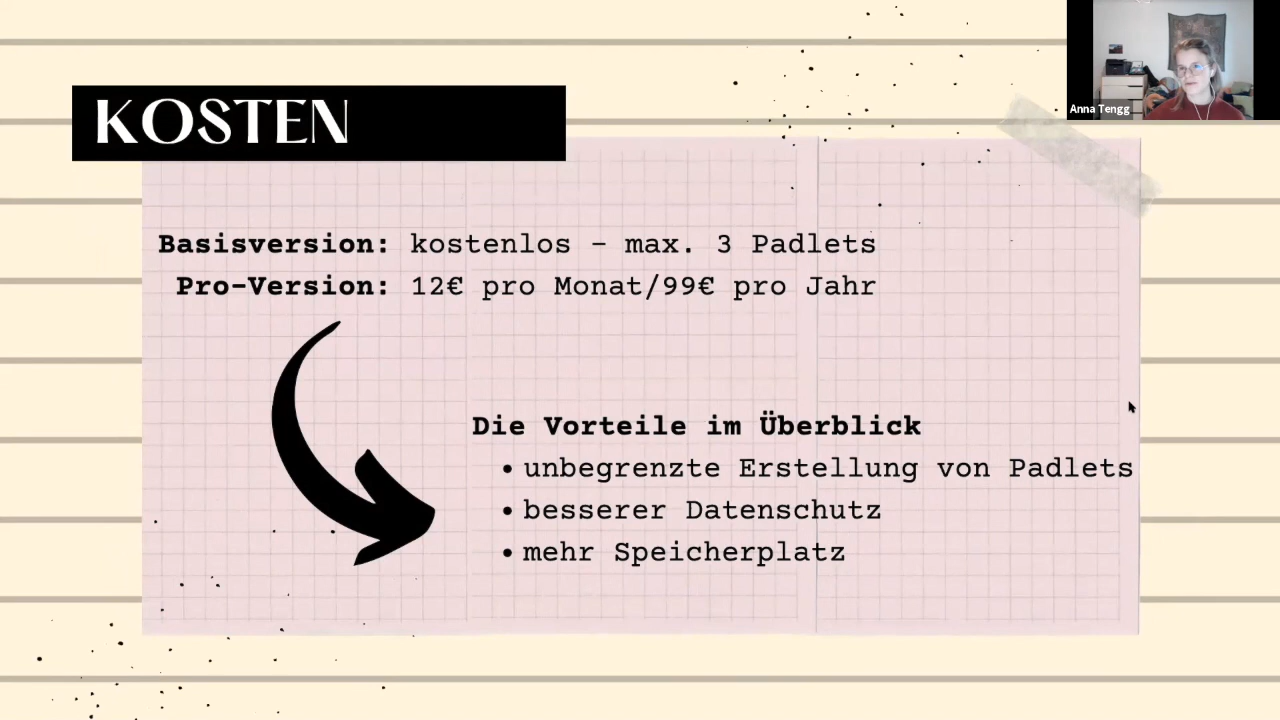 KOSTEN
Anna Tengg
Basisversion: kostenlos – max. 3 Padlets
Pro-Version: 12€ pro Monat/99€ pro Jahr
Die Vorteile im Überblick
• unbegrenzte Erstellung von Padlets
• besserer Datenschutz
• mehr Speicherplatz